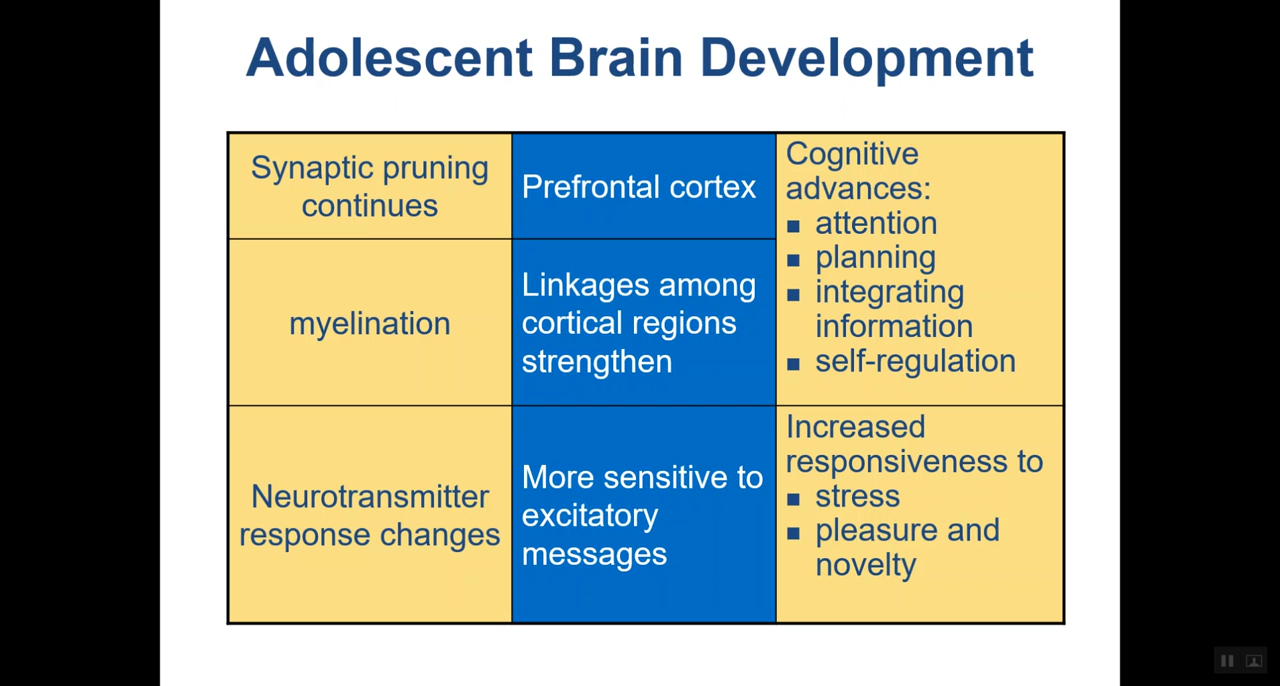 Adolescent Brain Development
Synaptic pruning
continues
Prefrontal cortex
Cognitive
advances:
▪ attention
▪ planning
▪ integrating
information
▪ self-regulation
myelination
Linkages among
cortical regions
strengthen
Neurotransmitter
response changes
More sensitive to
excitatory
messages
Increased
responsiveness to
▪ stress
▪ pleasure and
novelty